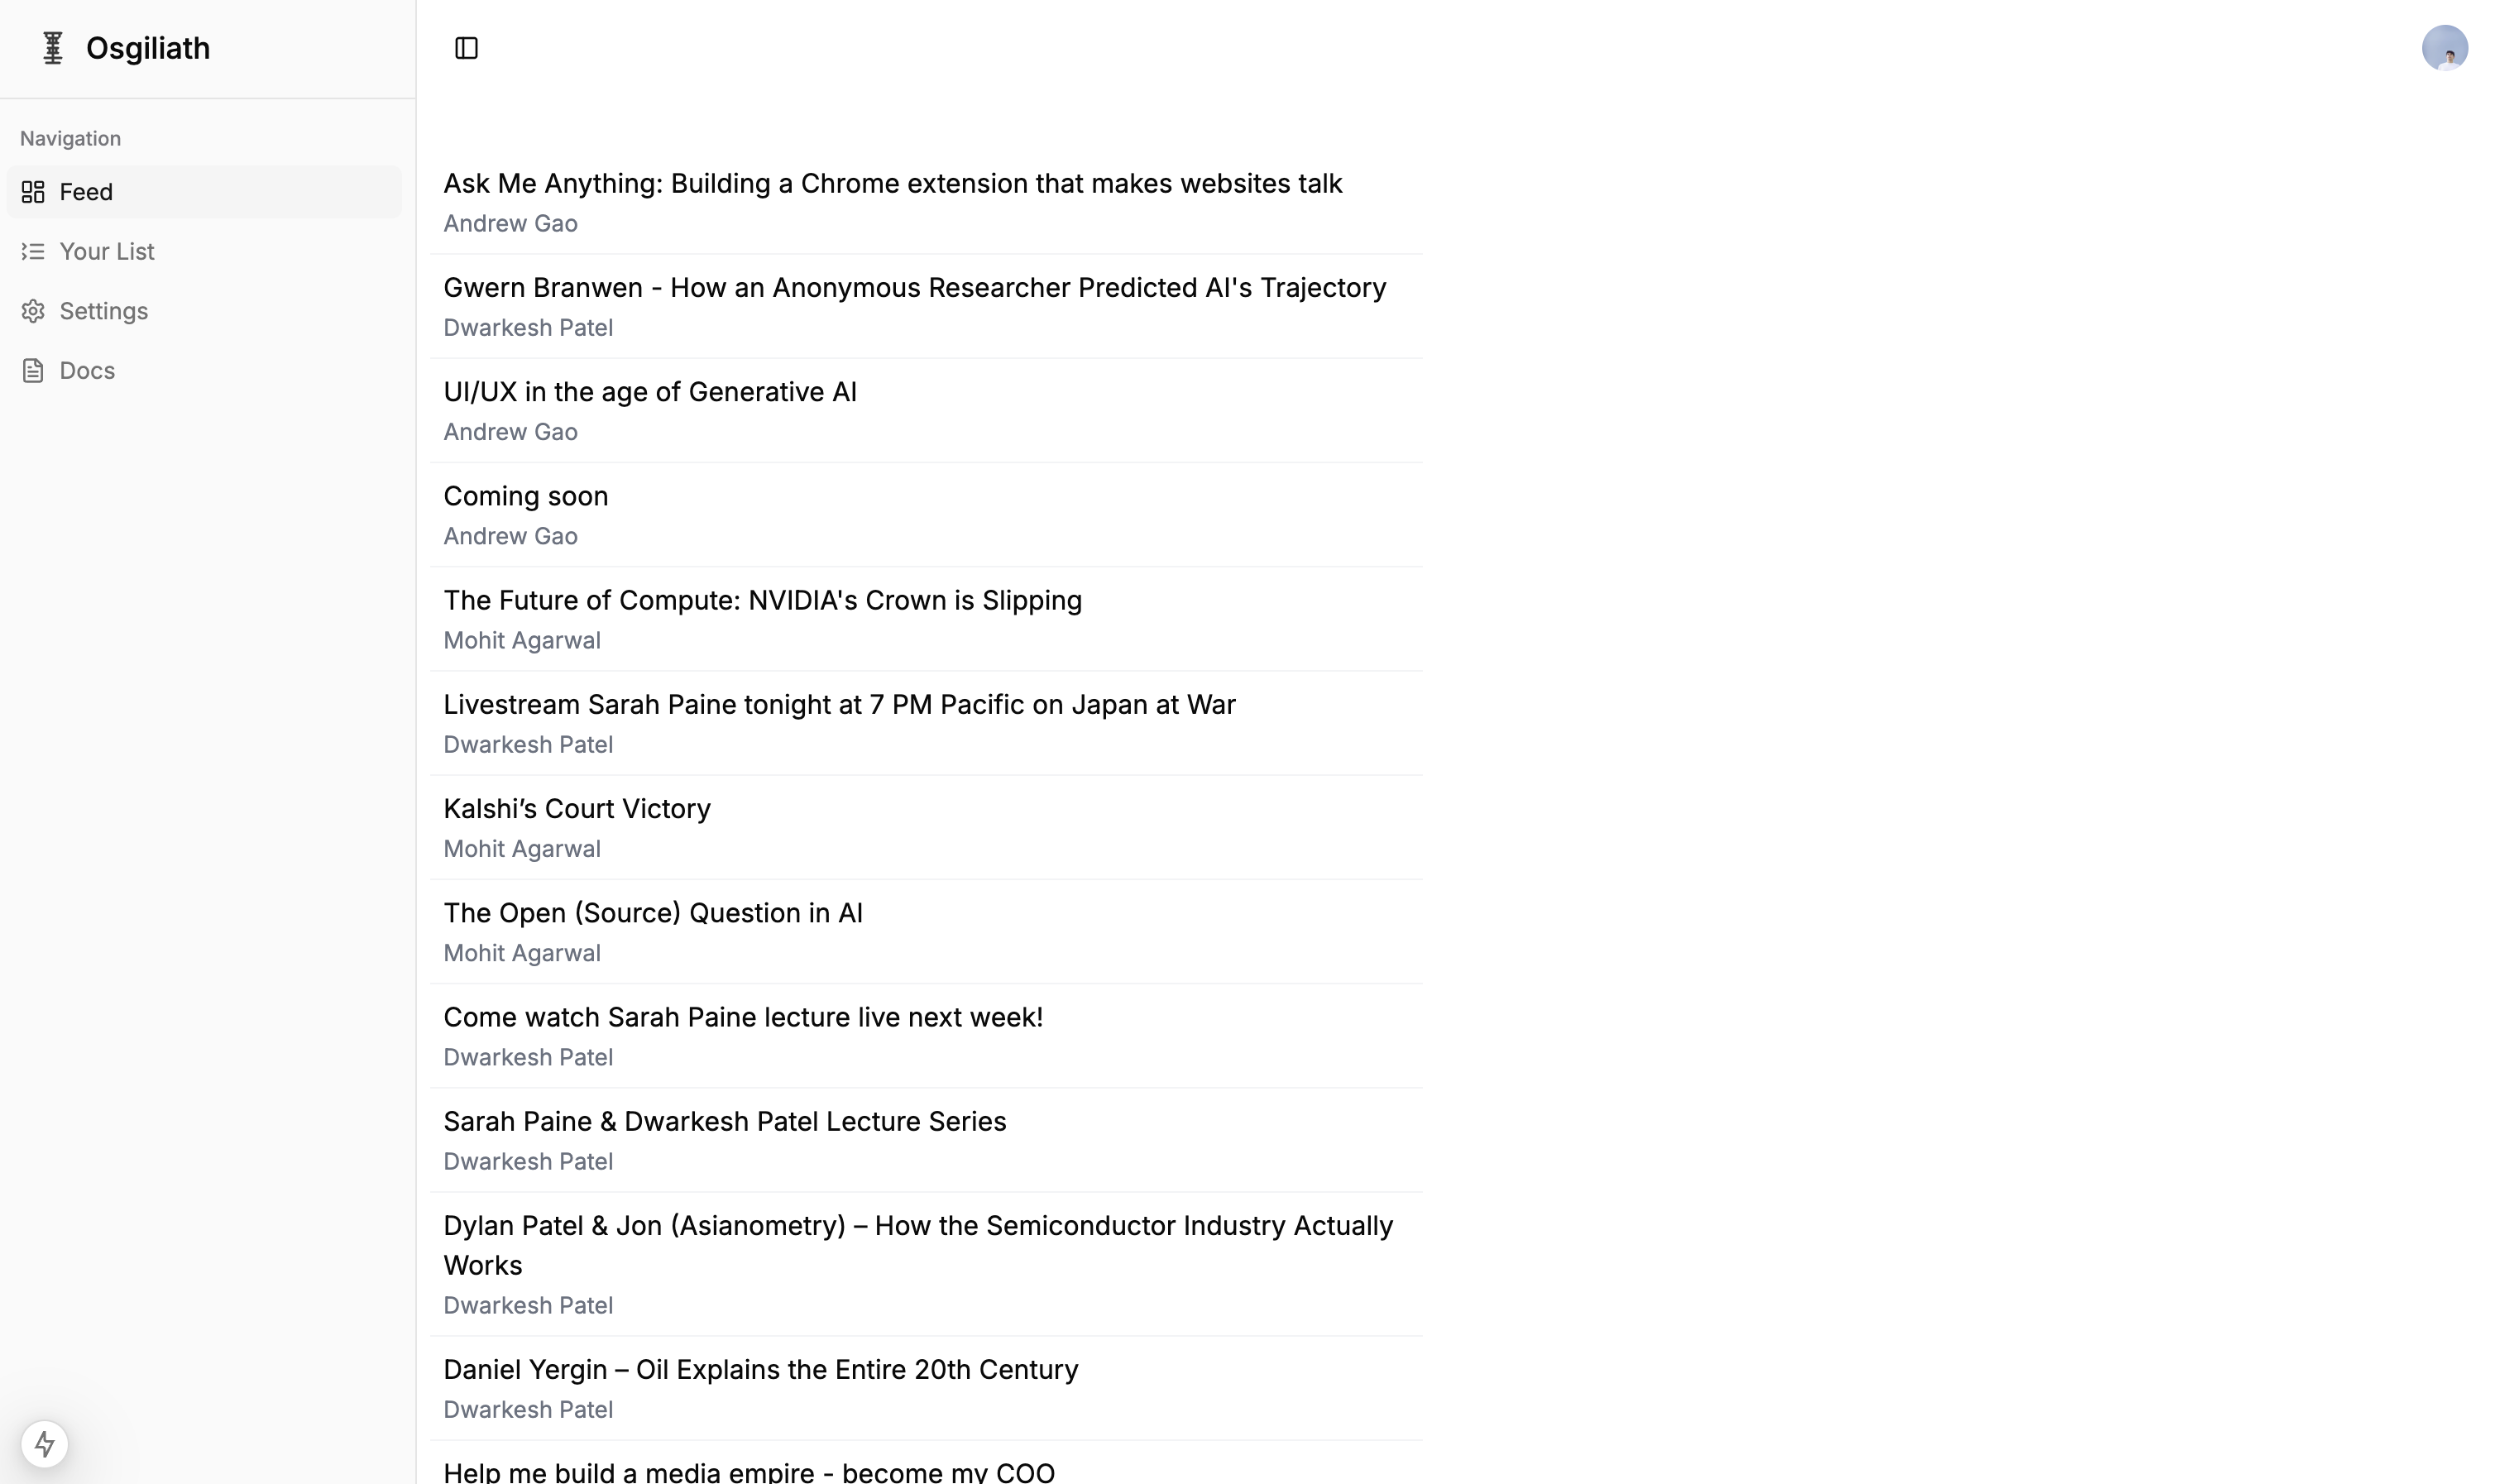 Osgiliath
Navigation
Feed
Your List
Settings
Docs
Ask Me Anything: Building a Chrome extension that makes websites talk
Andrew Gao
Gwern Branwen - How an Anonymous Researcher Predicted AI's Trajectory
Dwarkesh Patel
UI/UX in the age of Generative AI
Andrew Gao
Coming soon
Andrew Gao
The Future of Compute: NVIDIA's Crown is Slipping
Mohit Agarwal
Livestream Sarah Paine tonight at 7 PM Pacific on Japan at War
Dwarkesh Patel
Kalshi’s Court Victory
Mohit Agarwal
The Open (Source) Question in AI
Mohit Agarwal
Come watch Sarah Paine lecture live next week!
Dwarkesh Patel
Sarah Paine & Dwarkesh Patel Lecture Series
Dwarkesh Patel
Dylan Patel & Jon (Asianometry) – How the Semiconductor Industry Actually
Works
Dwarkesh Patel
Daniel Yergin – Oil Explains the Entire 20th Century
Dwarkesh Patel
Help me build a media empire - become my COO